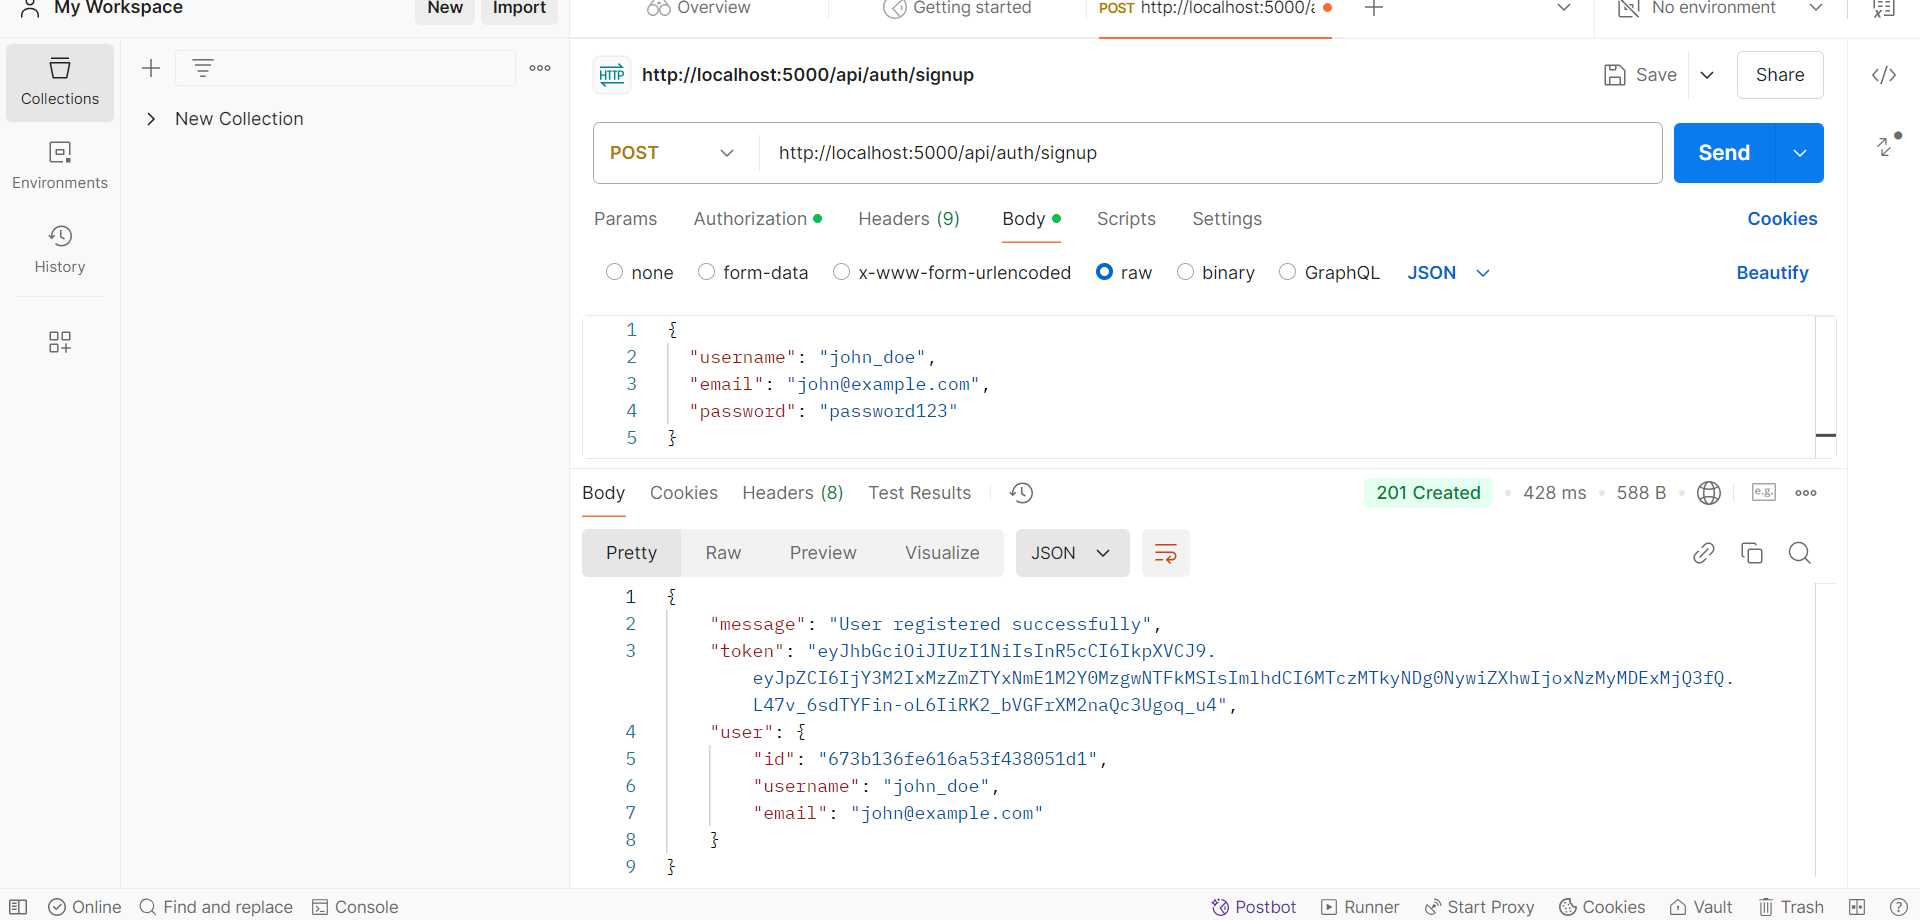 My Workspace
New
Import
Overview
Getting started
POST http://localhost:5000/a
No environment
Collections
New Collection
Environments
History
HTTP
http://localhost:5000/api/auth/signup
Save
Share
POST
http://localhost:5000/api/auth/signup
Send
Params
Authorization
Headers (9)
Body
Scripts
Settings
Cookies
none
form-data
x-www-form-urlencoded
raw
binary
GraphQL
JSON
Beautify
1 {
2 "username": "john_doe",
3 "email": "john@example.com",
4 "password": "password123"
5 }
Body
Cookies
Headers (8)
Test Results
201 Created
428 ms
588 B
e.g.
Pretty
Raw
Preview
Visualize
JSON
1 {
2 "message": "User registered successfully",
3 "token": "eyJhbGciOiJIUzI1NiIsInR5cCI6IkpXVCJ9.
eyJpZCI6IjY3M2IxMzZmZTYxNmE1M2Y0MzgwNTFkMSIsImlhdCI6MTczMTkyNDg0NywiZXhwIjoxNzMyMDExMjQ3fQ.
L47v_6sdTYFin-oL6IiRK2_bVGFrXM2naQc3Ugoq_u4",
4 "user": {
5 "id": "673b136fe616a53f438051d1",
6 "username": "john_doe",
7 "email": "john@example.com"
8 }
9 }
Online
Find and replace
Console
Postbot
Runner
Start Proxy
Cookies
Vault
Trash